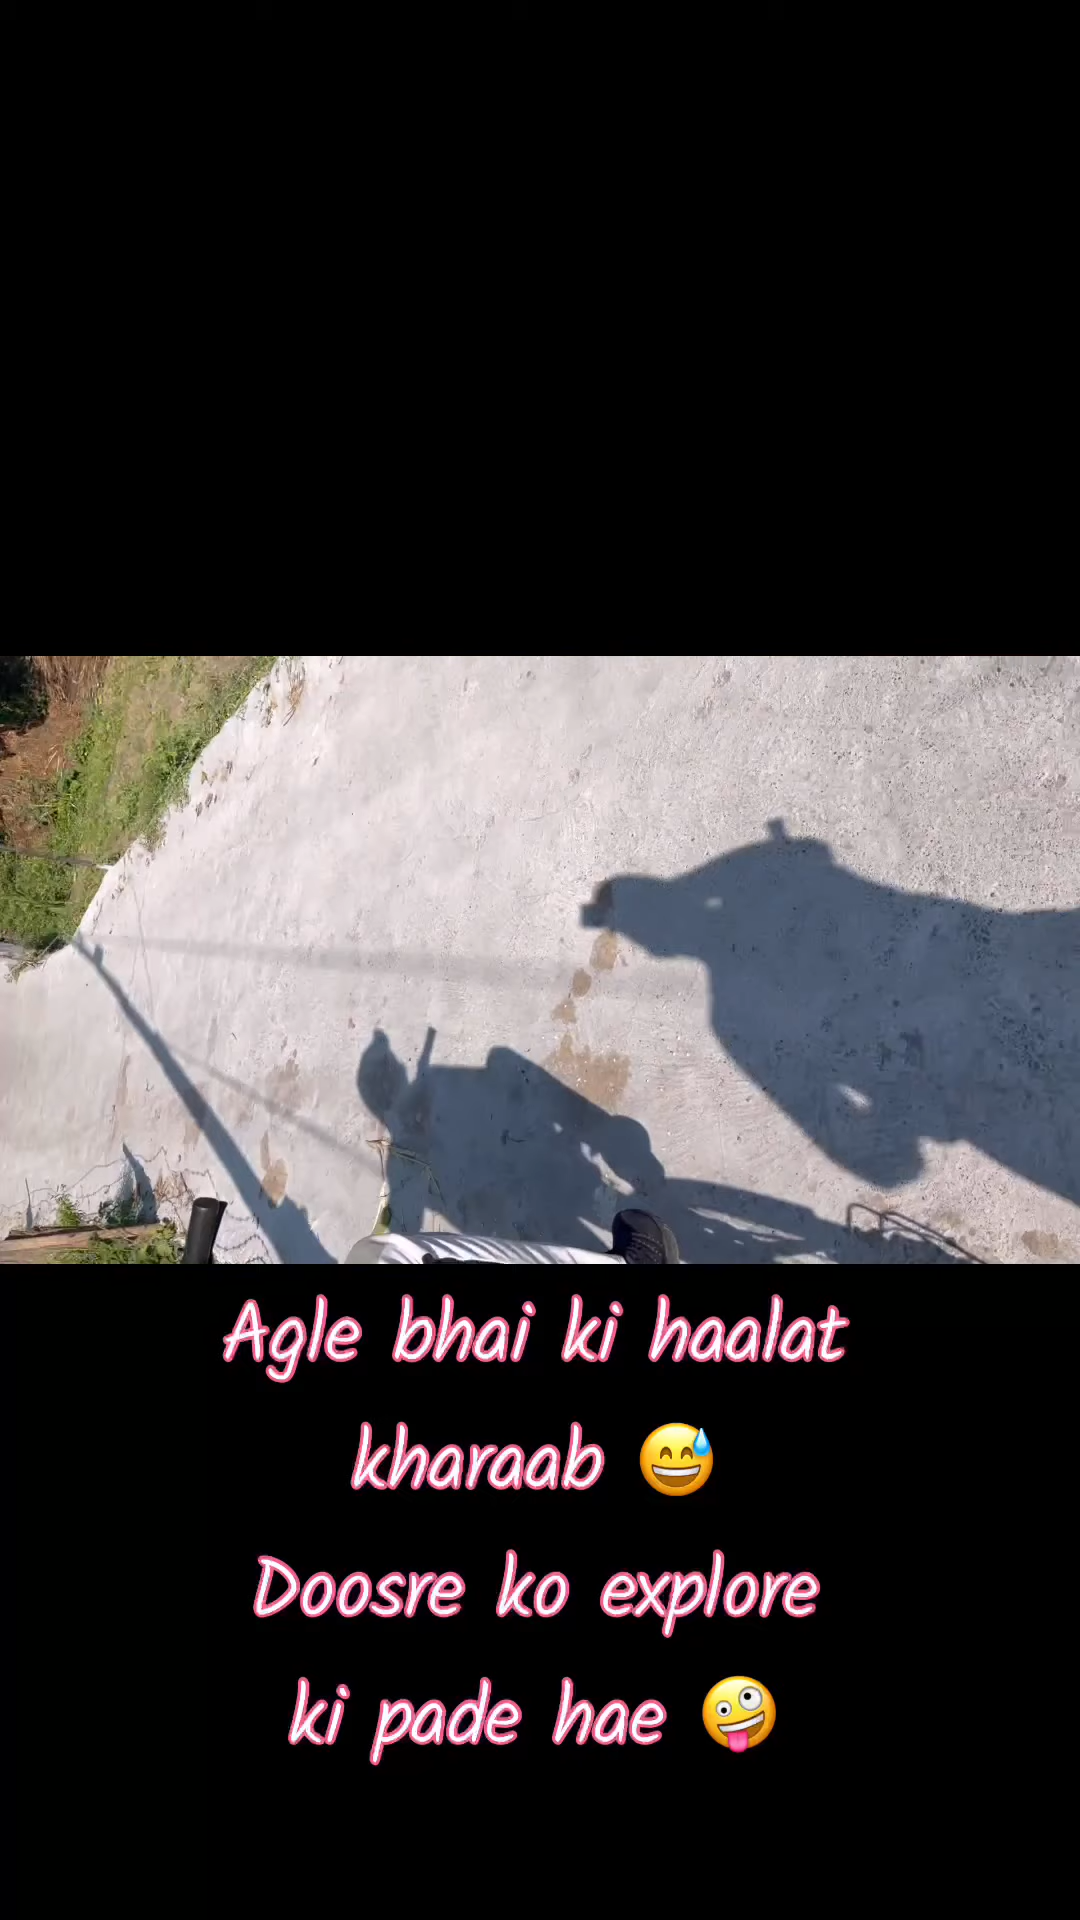 Agle bhai ki haalat
kharaab 😅
Doosre ko explore
ki pade hae 🤪